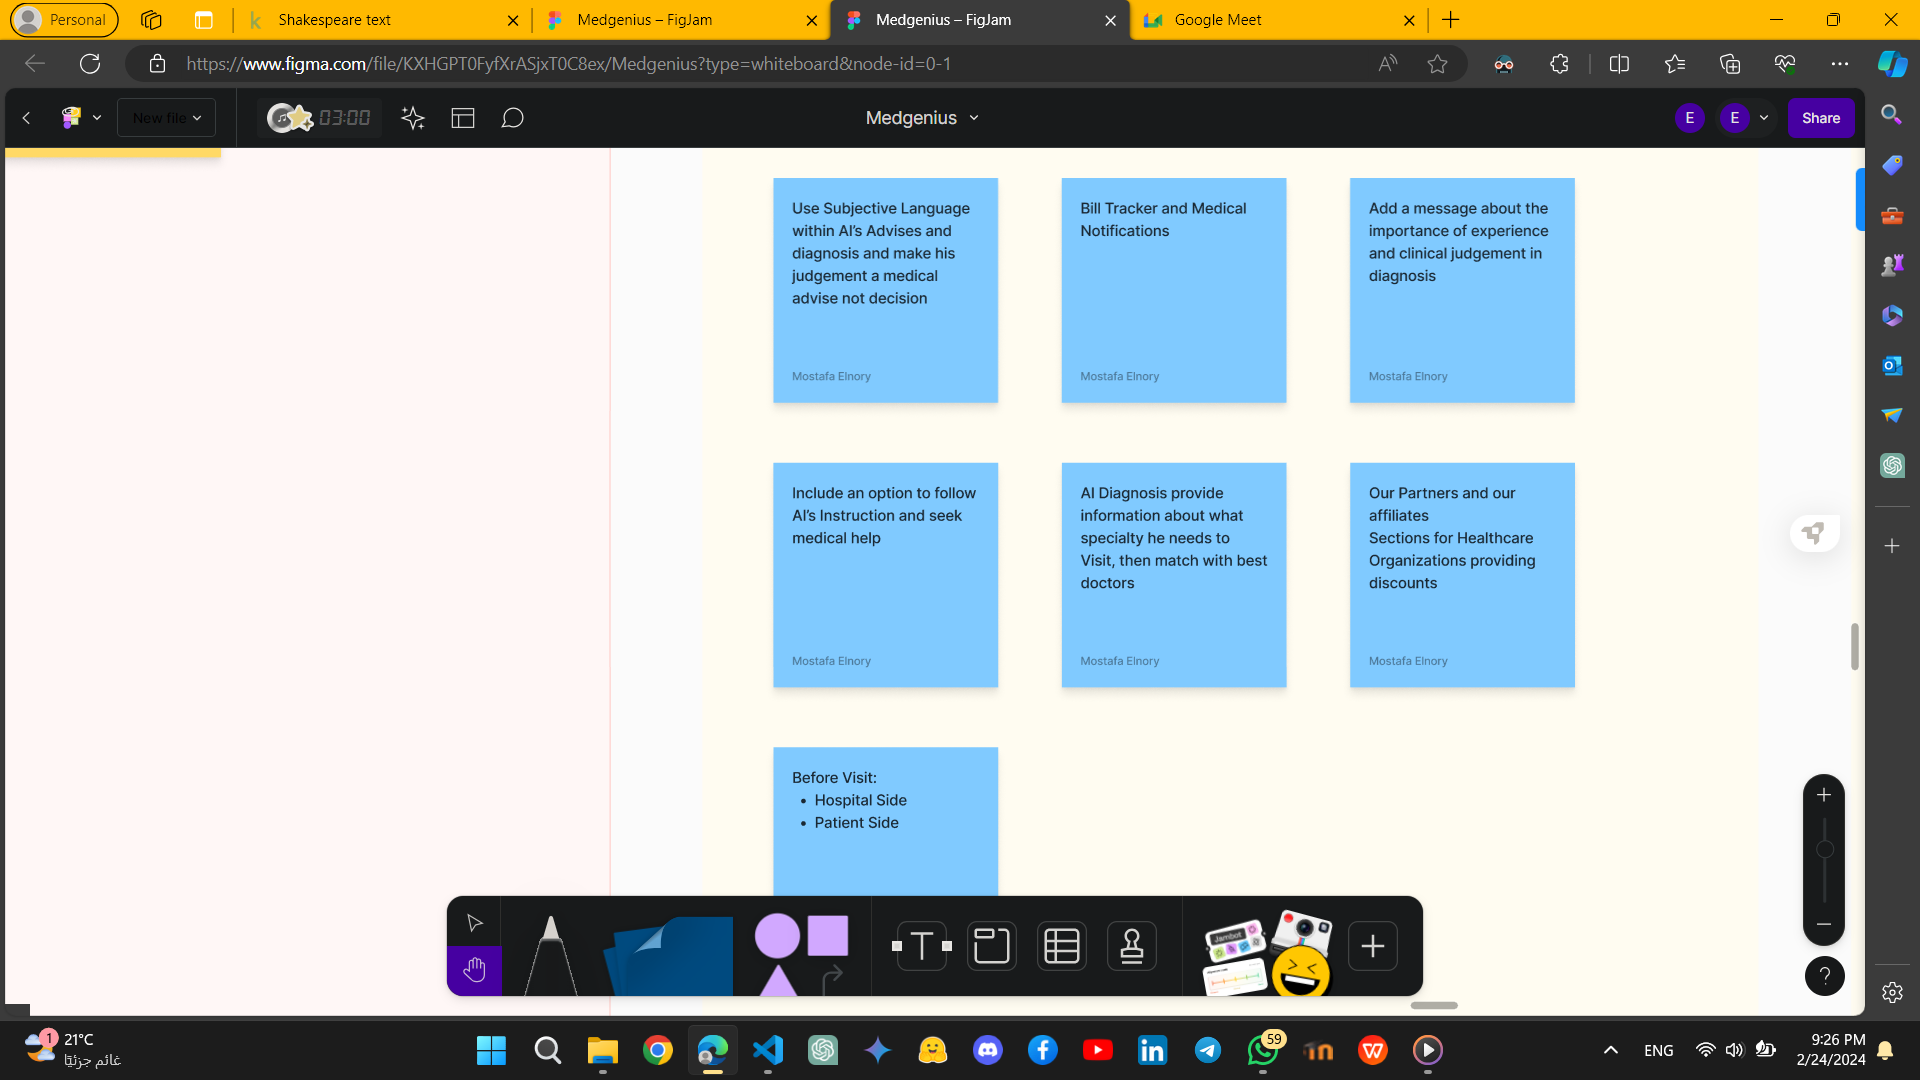 Personal
Shakespeare text
Medgenius – FigJam
Medgenius – FigJam
Google Meet
https://www.figma.com/file/KXHGPT0FyfXrASjxT0C8ex/Medgenius?type=whiteboard&node-id=0-1
New file
03:00
Medgenius
E
E
Share
Use Subjective Language
within AI's Advises and
diagnosis and make his
judgement a medical
advise not decision
Mostafa Elnory
Bill Tracker and Medical
Notifications
Mostafa Elnory
Add a message about the
importance of experience
and clinical judgement in
diagnosis
Mostafa Elnory
Include an option to follow
AI's Instruction and seek
medical help
Mostafa Elnory
AI Diagnosis provide
information about what
specialty he needs to
Visit, then match with best
doctors
Mostafa Elnory
Our Partners and our
affiliates
Sections for Healthcare
Organizations providing
discounts
Mostafa Elnory
Before Visit:
• Hospital Side
• Patient Side
T
Jambot
?
1
21°C
غائم جزئيًا
59
ENG
9:26 PM
2/24/2024